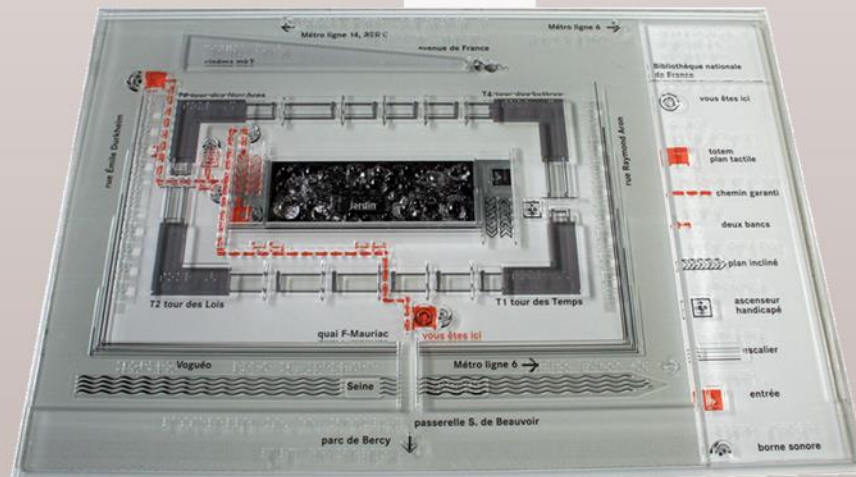 Métro ligne 14, RER C
Métro ligne 6
avenue de France
cinéma mk2
rue Émile Durkheim
T4 tour des Lettres
rue Raymond Aron
Jardin
T2 tour des Lois
T1 tour des Temps
quai F-Mauriac
vous êtes ici
Voguéo
Métro ligne 6
Seine
passerelle S. de Beauvoir
parc de Bercy
Bibliothèque nationale
de France
vous êtes ici
totem
plan tactile
chemin garanti
deux bancs
plan incliné
ascenseur
handicapé
escalier
entrée
borne sonore